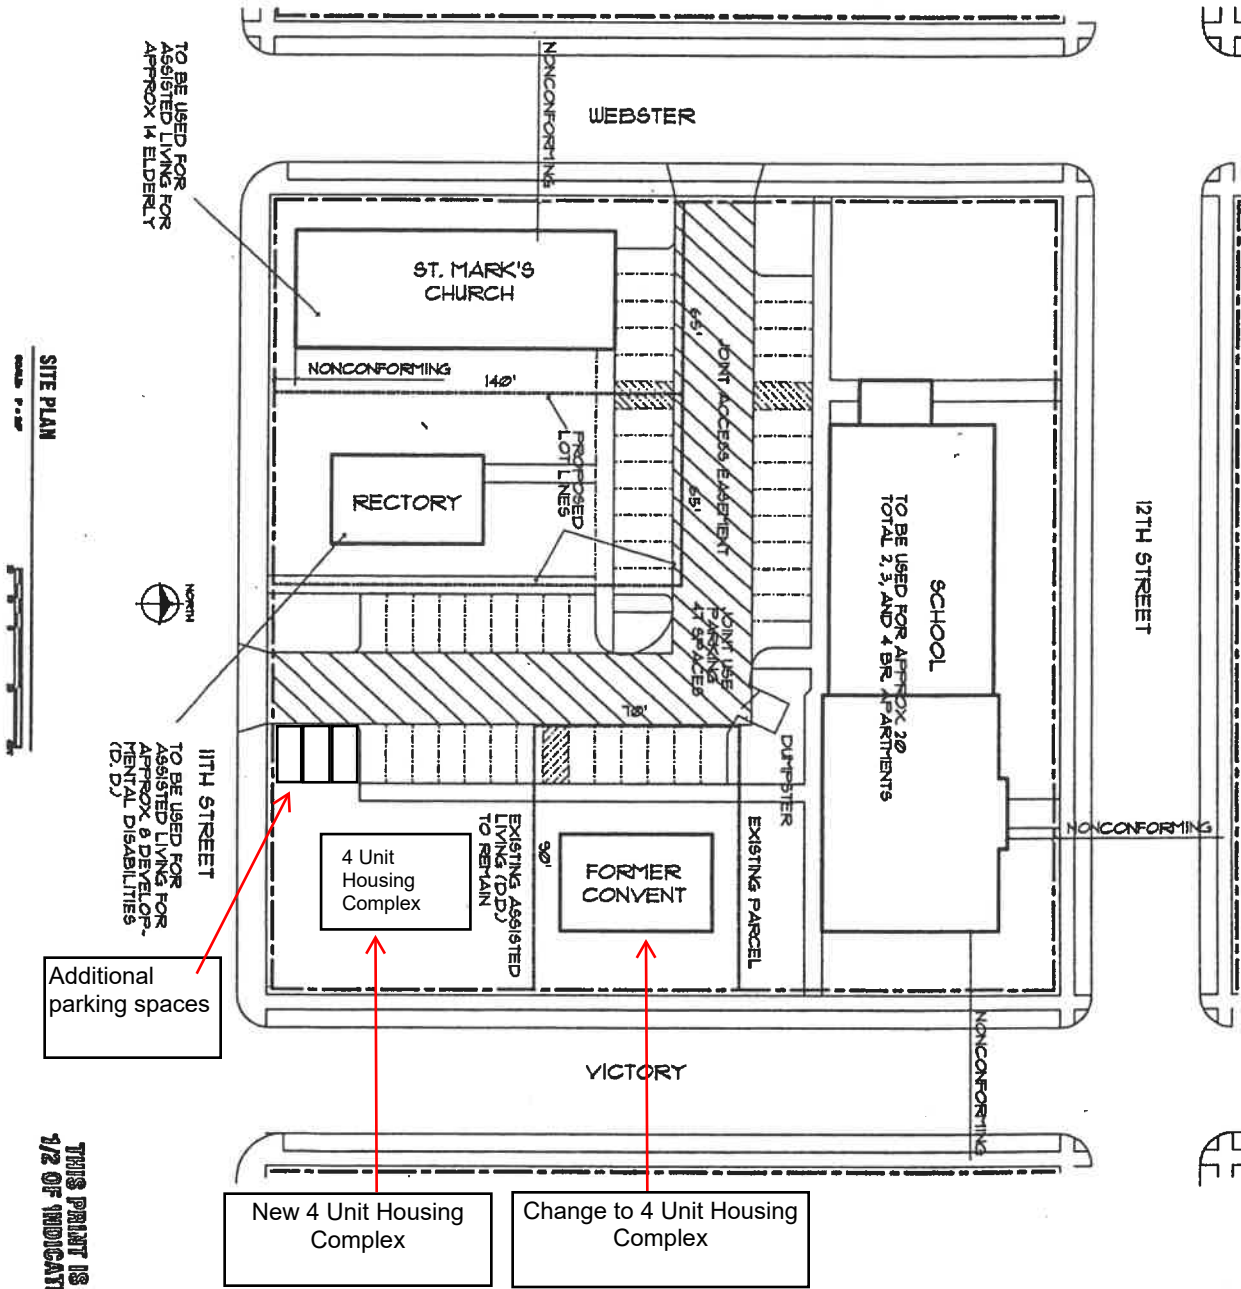 TO BE USED FOR
ASSISTED LIVING FOR
APPROX 14 ELDERLY
NONCONFORMING
WEBSTER
ST. MARK'S
CHURCH
NONCONFORMING
140'
65'
JOINT ACCESS EASEMENT
65'
PROPOSED
LOT LINES
RECTORY
SITE PLAN
NORTH
JOINT USE
PARKING
47 SPACES
70'
SCHOOL
TO BE USED FOR APPROX. 20
TOTAL 2, 3, AND 4 BR. APARTMENTS
12TH STREET
NONCONFORMING
DUMPSTER
11TH STREET
TO BE USED FOR
ASSISTED LIVING FOR
APPROX. 8 DEVELOP-
MENTAL DISABILITIES
(D. D.)
4 Unit
Housing
Complex
EXISTING ASSISTED
LIVING (D.D.)
TO REMAIN
90'
FORMER
CONVENT
EXISTING PARCEL
Additional
parking spaces
VICTORY
NONCONFORMING
New 4 Unit Housing
Complex
Change to 4 Unit Housing
Complex
THIS PRINT IS
1/2 OF INDICAT